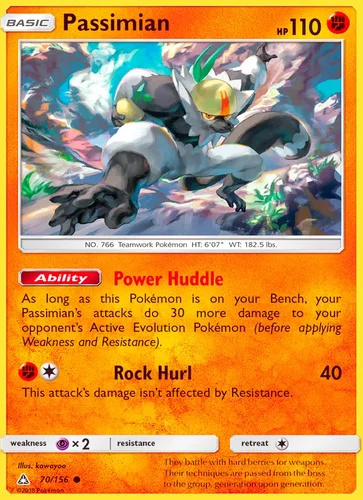 BASIC Passimian HP 110
NO. 766 Teamwork Pokémon HT: 6'07" WT: 182.5 lbs.
Ability Power Huddle
As long as this Pokémon is on your Bench, your
Passimian's attacks do 30 more damage to your
opponent's Active Evolution Pokémon (before applying
Weakness and Resistance).
Rock Hurl 40
This attack's damage isn't affected by Resistance.
weakness × 2 resistance retreat
Illus. kawayoo
70/156
©2018 Pokémon
They battle with hard berries for weapons.
Their techniques are passed from the boss
to the group, generation upon generation.